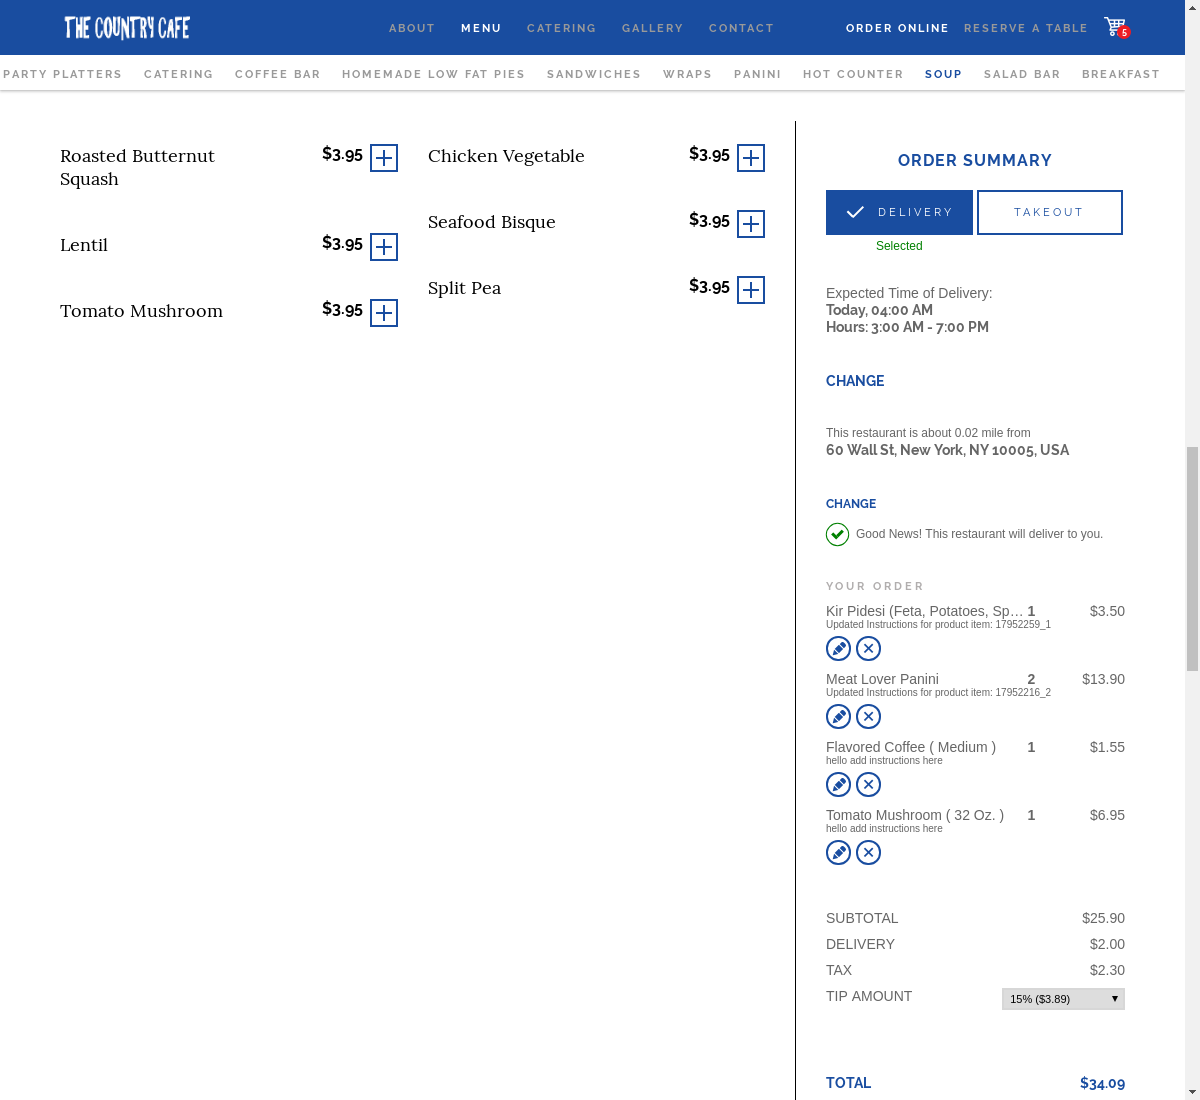 THE COUNTRY CAFE
ABOUT MENU CATERING GALLERY CONTACT ORDER ONLINE RESERVE A TABLE 5
PARTY PLATTERS CATERING COFFEE BAR HOMEMADE LOW FAT PIES SANDWICHES WRAPS PANINI HOT COUNTER SOUP SALAD BAR BREAKFAST
Roasted Butternut Squash $3.95
Lentil $3.95
Tomato Mushroom $3.95
Chicken Vegetable $3.95
Seafood Bisque $3.95
Split Pea $3.95
ORDER SUMMARY
DELIVERY TAKEOUT
Selected
Expected Time of Delivery:
Today, 04:00 AM
Hours: 3:00 AM - 7:00 PM
CHANGE
This restaurant is about 0.02 mile from
60 Wall St, New York, NY 10005, USA
CHANGE
Good News! This restaurant will deliver to you.
YOUR ORDER
Kir Pidesi (Feta, Potatoes, Sp… 1 $3.50
Updated Instructions for product item: 17952259_1
Meat Lover Panini 2 $13.90
Updated Instructions for product item: 17952216_2
Flavored Coffee ( Medium ) 1 $1.55
hello add instructions here
Tomato Mushroom ( 32 Oz. ) 1 $6.95
hello add instructions here
SUBTOTAL $25.90
DELIVERY $2.00
TAX $2.30
TIP AMOUNT 15% ($3.89)
TOTAL $34.09